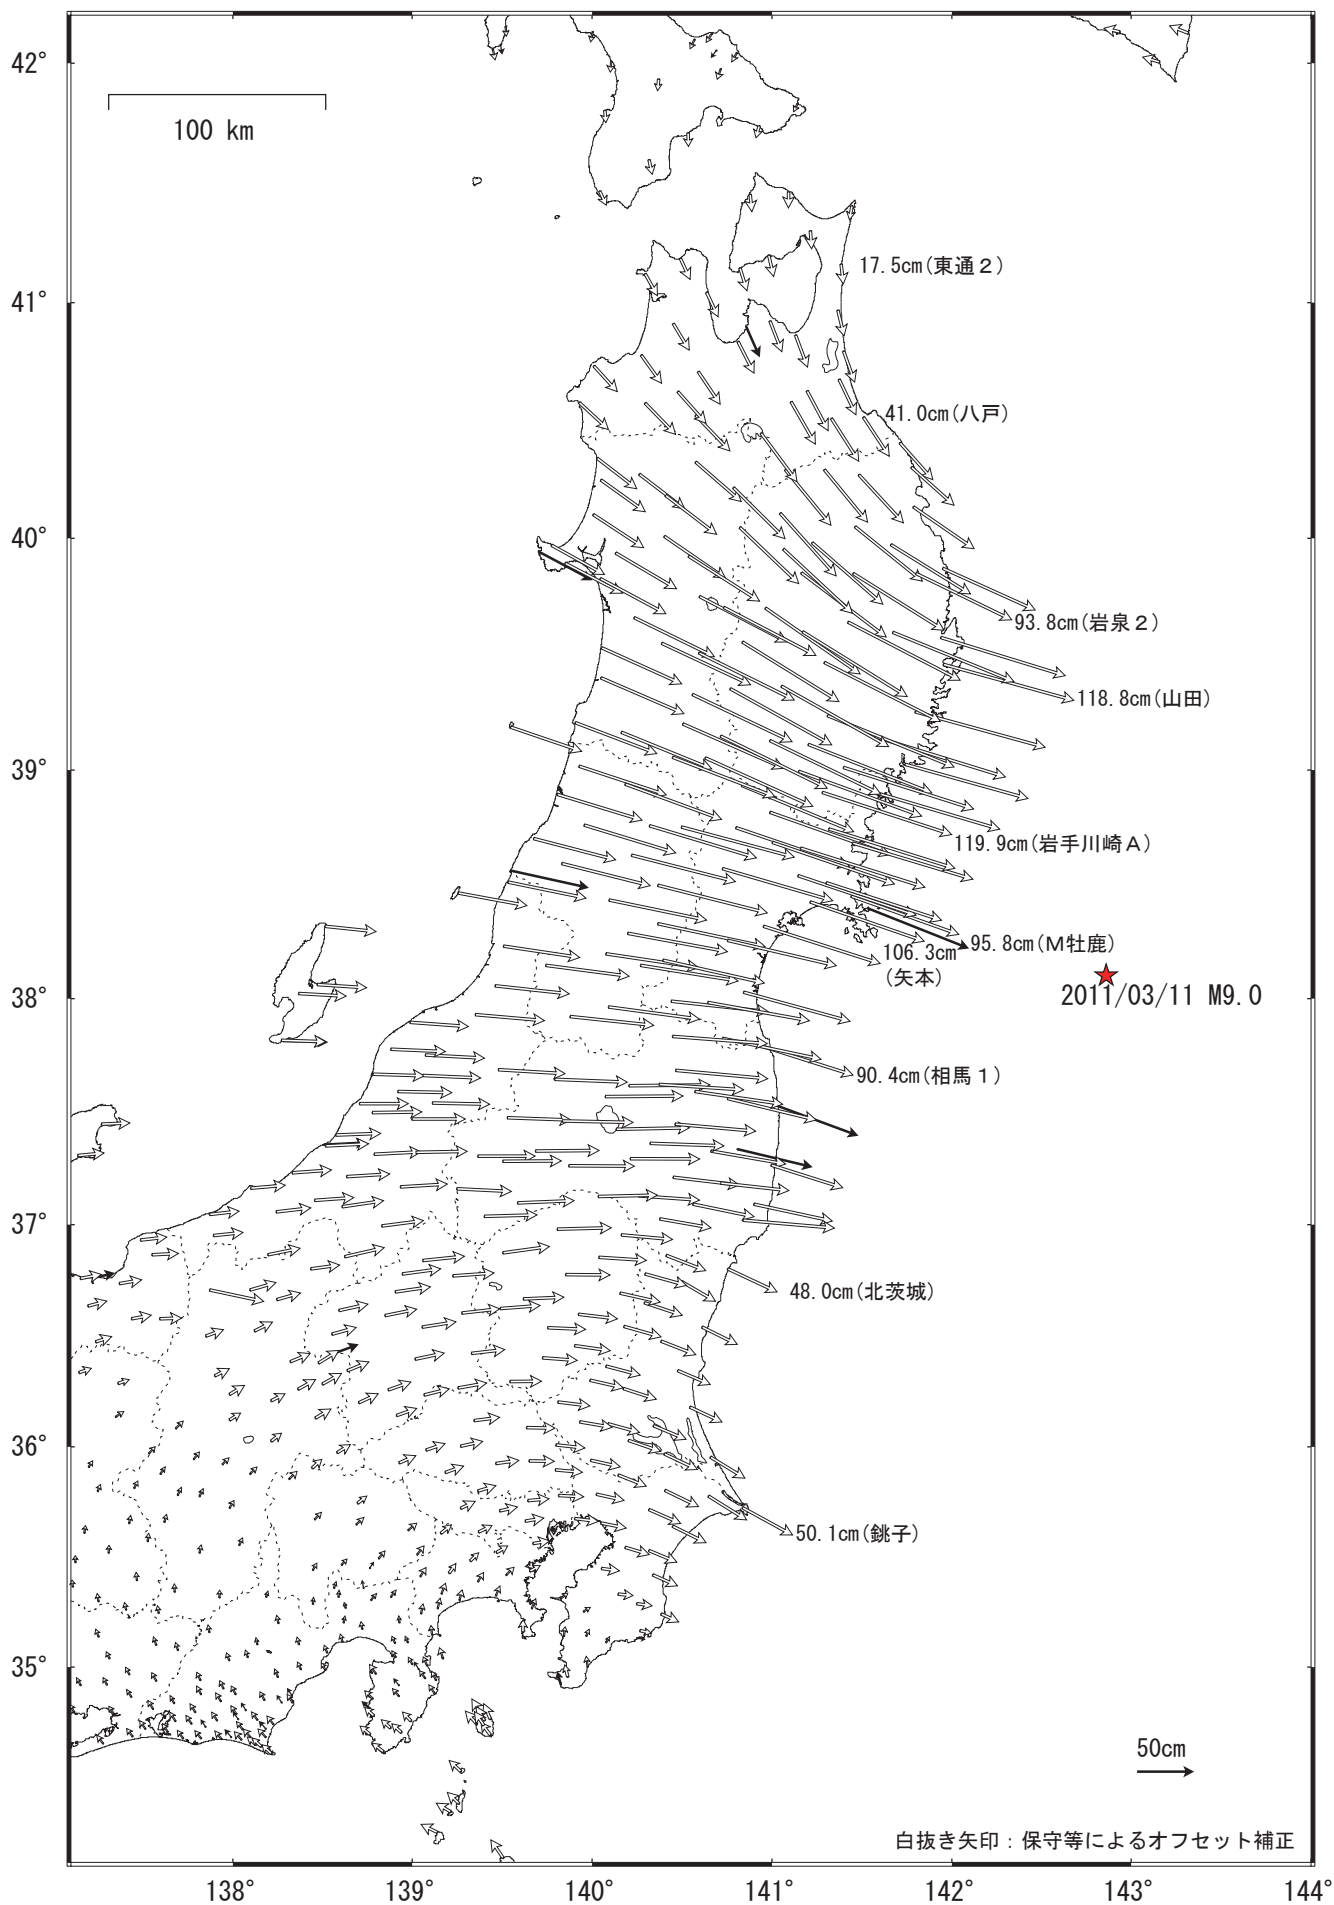 42°
100 km
17.5cm(東通２)
41°
41.0cm(八戸)
40°
93.8cm(岩泉２)
118.8cm(山田)
39°
119.9cm(岩手川崎Ａ)
95.8cm(Ｍ牡鹿)
106.3cm
(矢本)
38°
2011/03/11 M9.0
90.4cm(相馬１)
37°
48.0cm(北茨城)
36°
50.1cm(銚子)
35°
50cm
白抜き矢印：保守等によるオフセット補正
138° 139° 140° 141° 142° 143° 144°